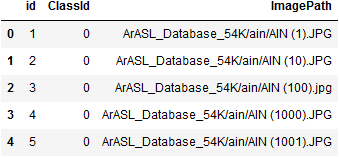 id ClassId ImagePath
0 1 0 ArASL_Database_54K/ain/AIN (1).JPG
1 2 0 ArASL_Database_54K/ain/AIN (10).JPG
2 3 0 ArASL_Database_54K/ain/AIN (100).jpg
3 4 0 ArASL_Database_54K/ain/AIN (1000).JPG
4 5 0 ArASL_Database_54K/ain/AIN (1001).JPG